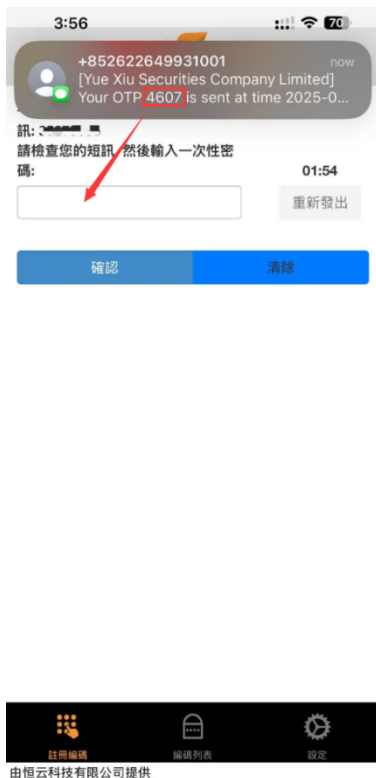 3:56
70
+852622649931001
now
[Yue Xiu Securities Company Limited]
Your OTP 4607 is sent at time 2025-0...
訊:
請檢查您的短訊, 然後輸入一次性密
碼:
01:54
重新發出
確認
清除
註冊編碼
編碼列表
設定
由恒云科技有限公司提供